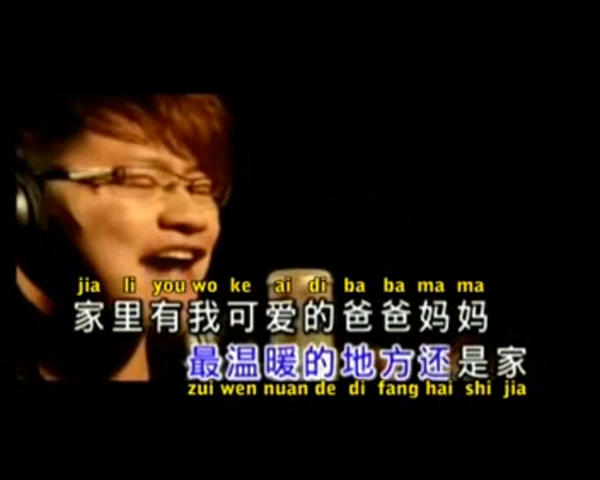 jia li you wo ke ai di ba ba ma ma
家里有我可爱的爸爸妈妈
最温暖的地方还是家
zui wen nuan de di fang hai shi jia